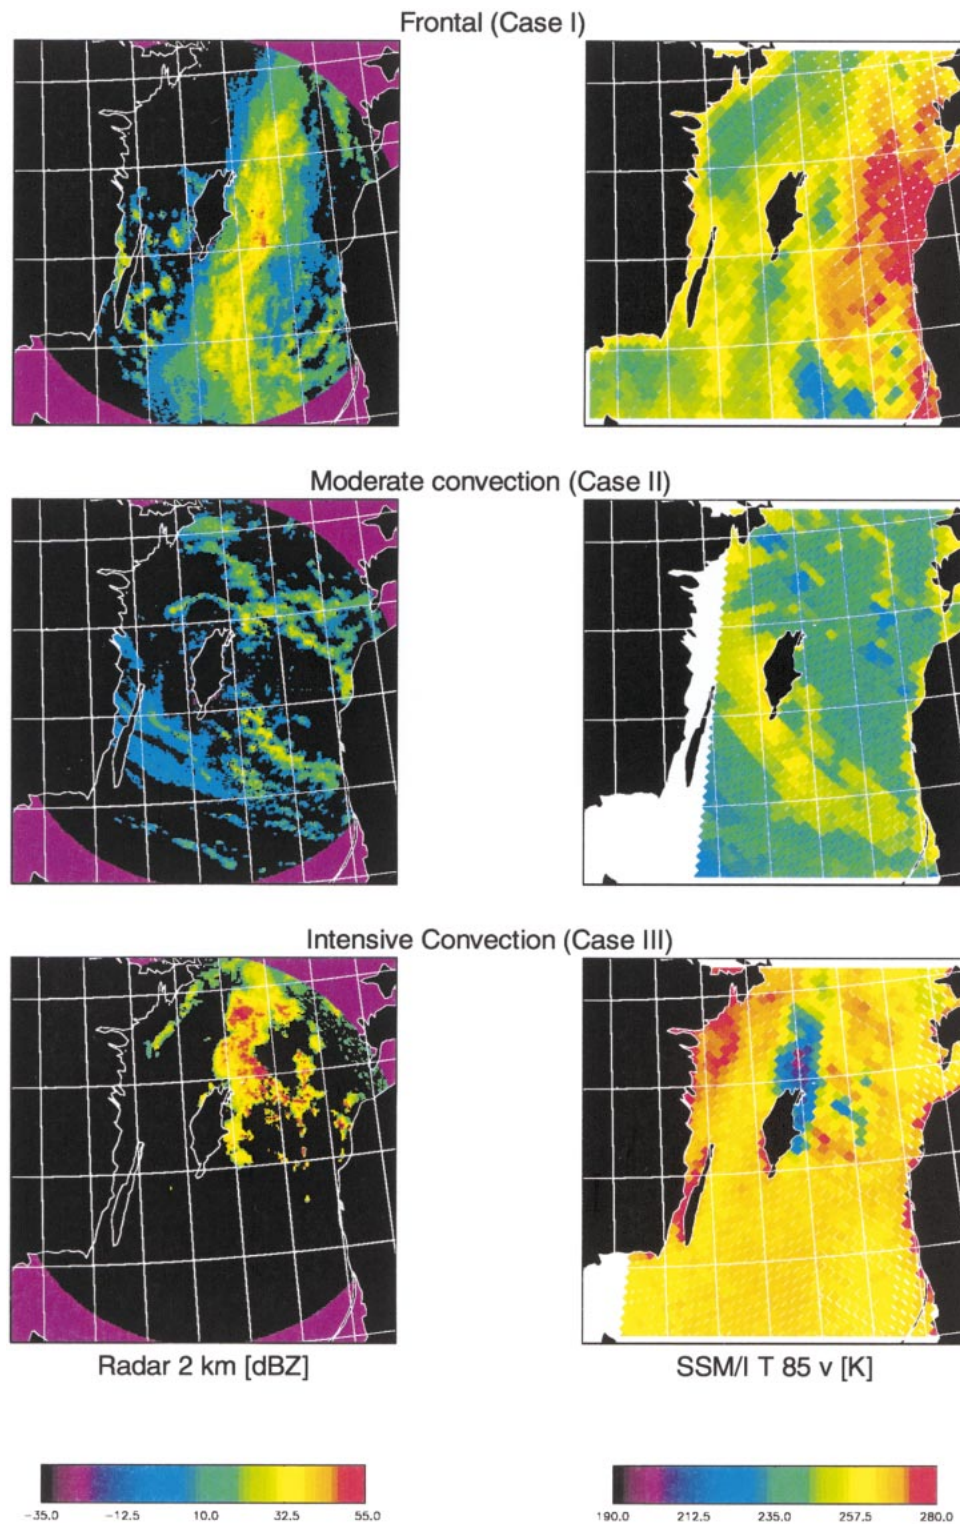 Frontal (Case I)
Moderate convection (Case II)
Intensive Convection (Case III)
Radar 2 km [dBZ]
SSM/I T 85 v [K]
-35.0 -12.5 10.0 32.5 55.0
190.0 212.5 235.0 257.5 280.0